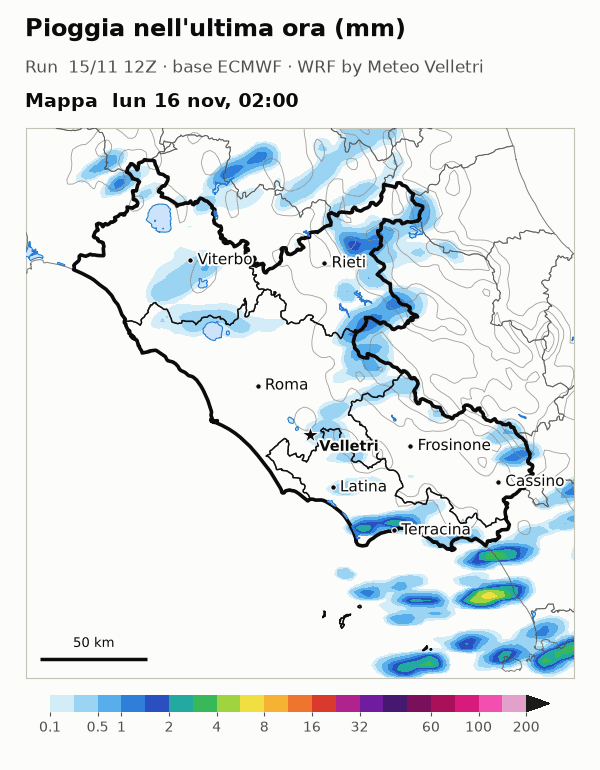 Pioggia nell'ultima ora (mm)
Run 15/11 12Z · base ECMWF · WRF by Meteo Velletri
Mappa lun 16 nov, 02:00
Viterbo
Rieti
Roma
Velletri
Frosinone
Cassino
Latina
Terracina
50 km
0.1 0.5 1 2 4 8 16 32 60 100 200